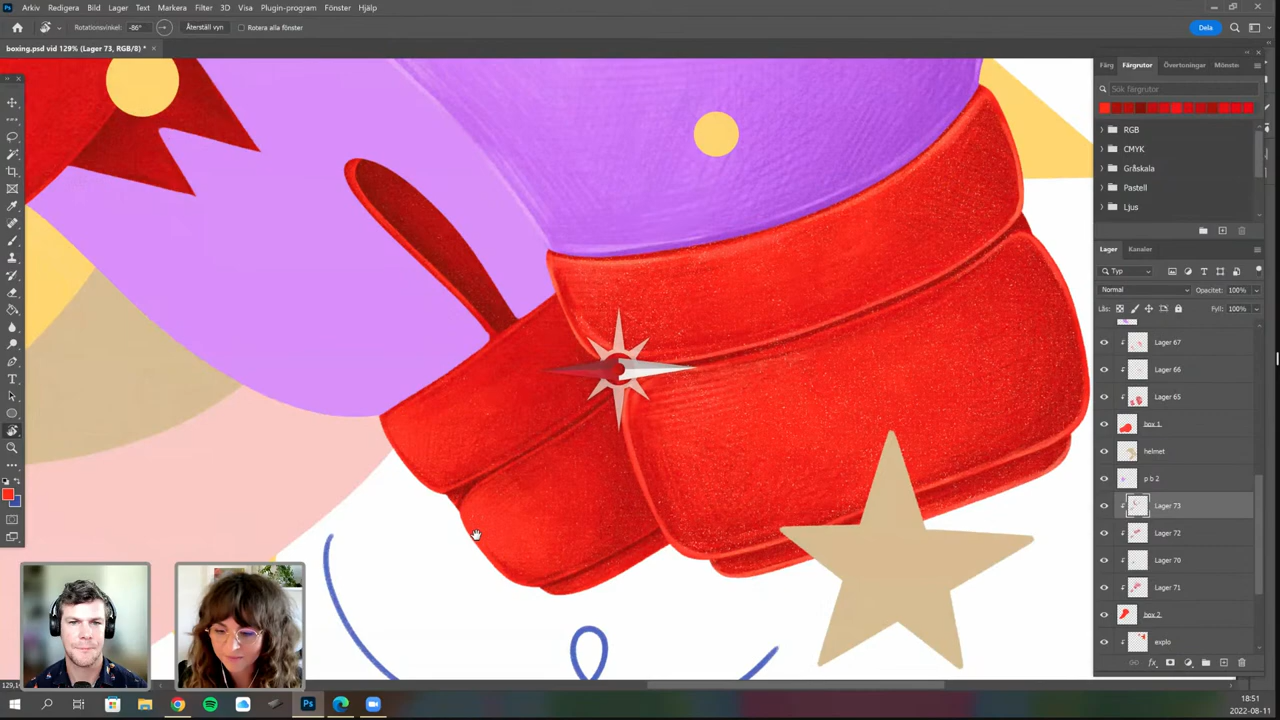 Arkiv Redigera Bild Lager Text Markera Filter 3D Visa Plugin-program Fönster Hjälp
Rotationsvinkel: -86° Återställ vyn Rotera alla fönster Dela
boxing.psd vid 129% (Lager 73, RGB/8) *
Färg Färgrutor Övertoningar Mönste
Sök färgrutor
RGB
CMYK
Gråskala
Pastell
Ljus
Lager Kanaler
Typ
Normal Opacitet: 100%
Lås: Fyll: 100%
Lager 67
Lager 66
Lager 65
box 1
helmet
p b 2
Lager 73
Lager 72
Lager 70
Lager 71
box 2
explo
18:51
2022-08-11